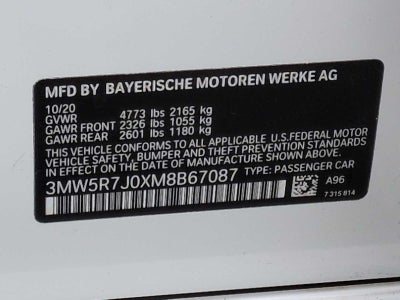 MFD BY BAYERISCHE MOTOREN WERKE AG
10/20
GVWR 4773 lbs 2165 kg
GAWR FRONT 2326 lbs 1055 kg
GAWR REAR 2601 lbs 1180 kg
THIS VEHICLE CONFORMS TO ALL APPLICABLE U.S.FEDERAL MOTOR
VEHICLE SAFETY, BUMPER, AND THEFT PREVENTION STANDARDS
IN EFFECT ON THE DATE OF MANUFACTURE SHOWN ABOVE.
3MW5R7J0XM8B67087 TYPE: PASSENGER CAR
A96
7 315 814